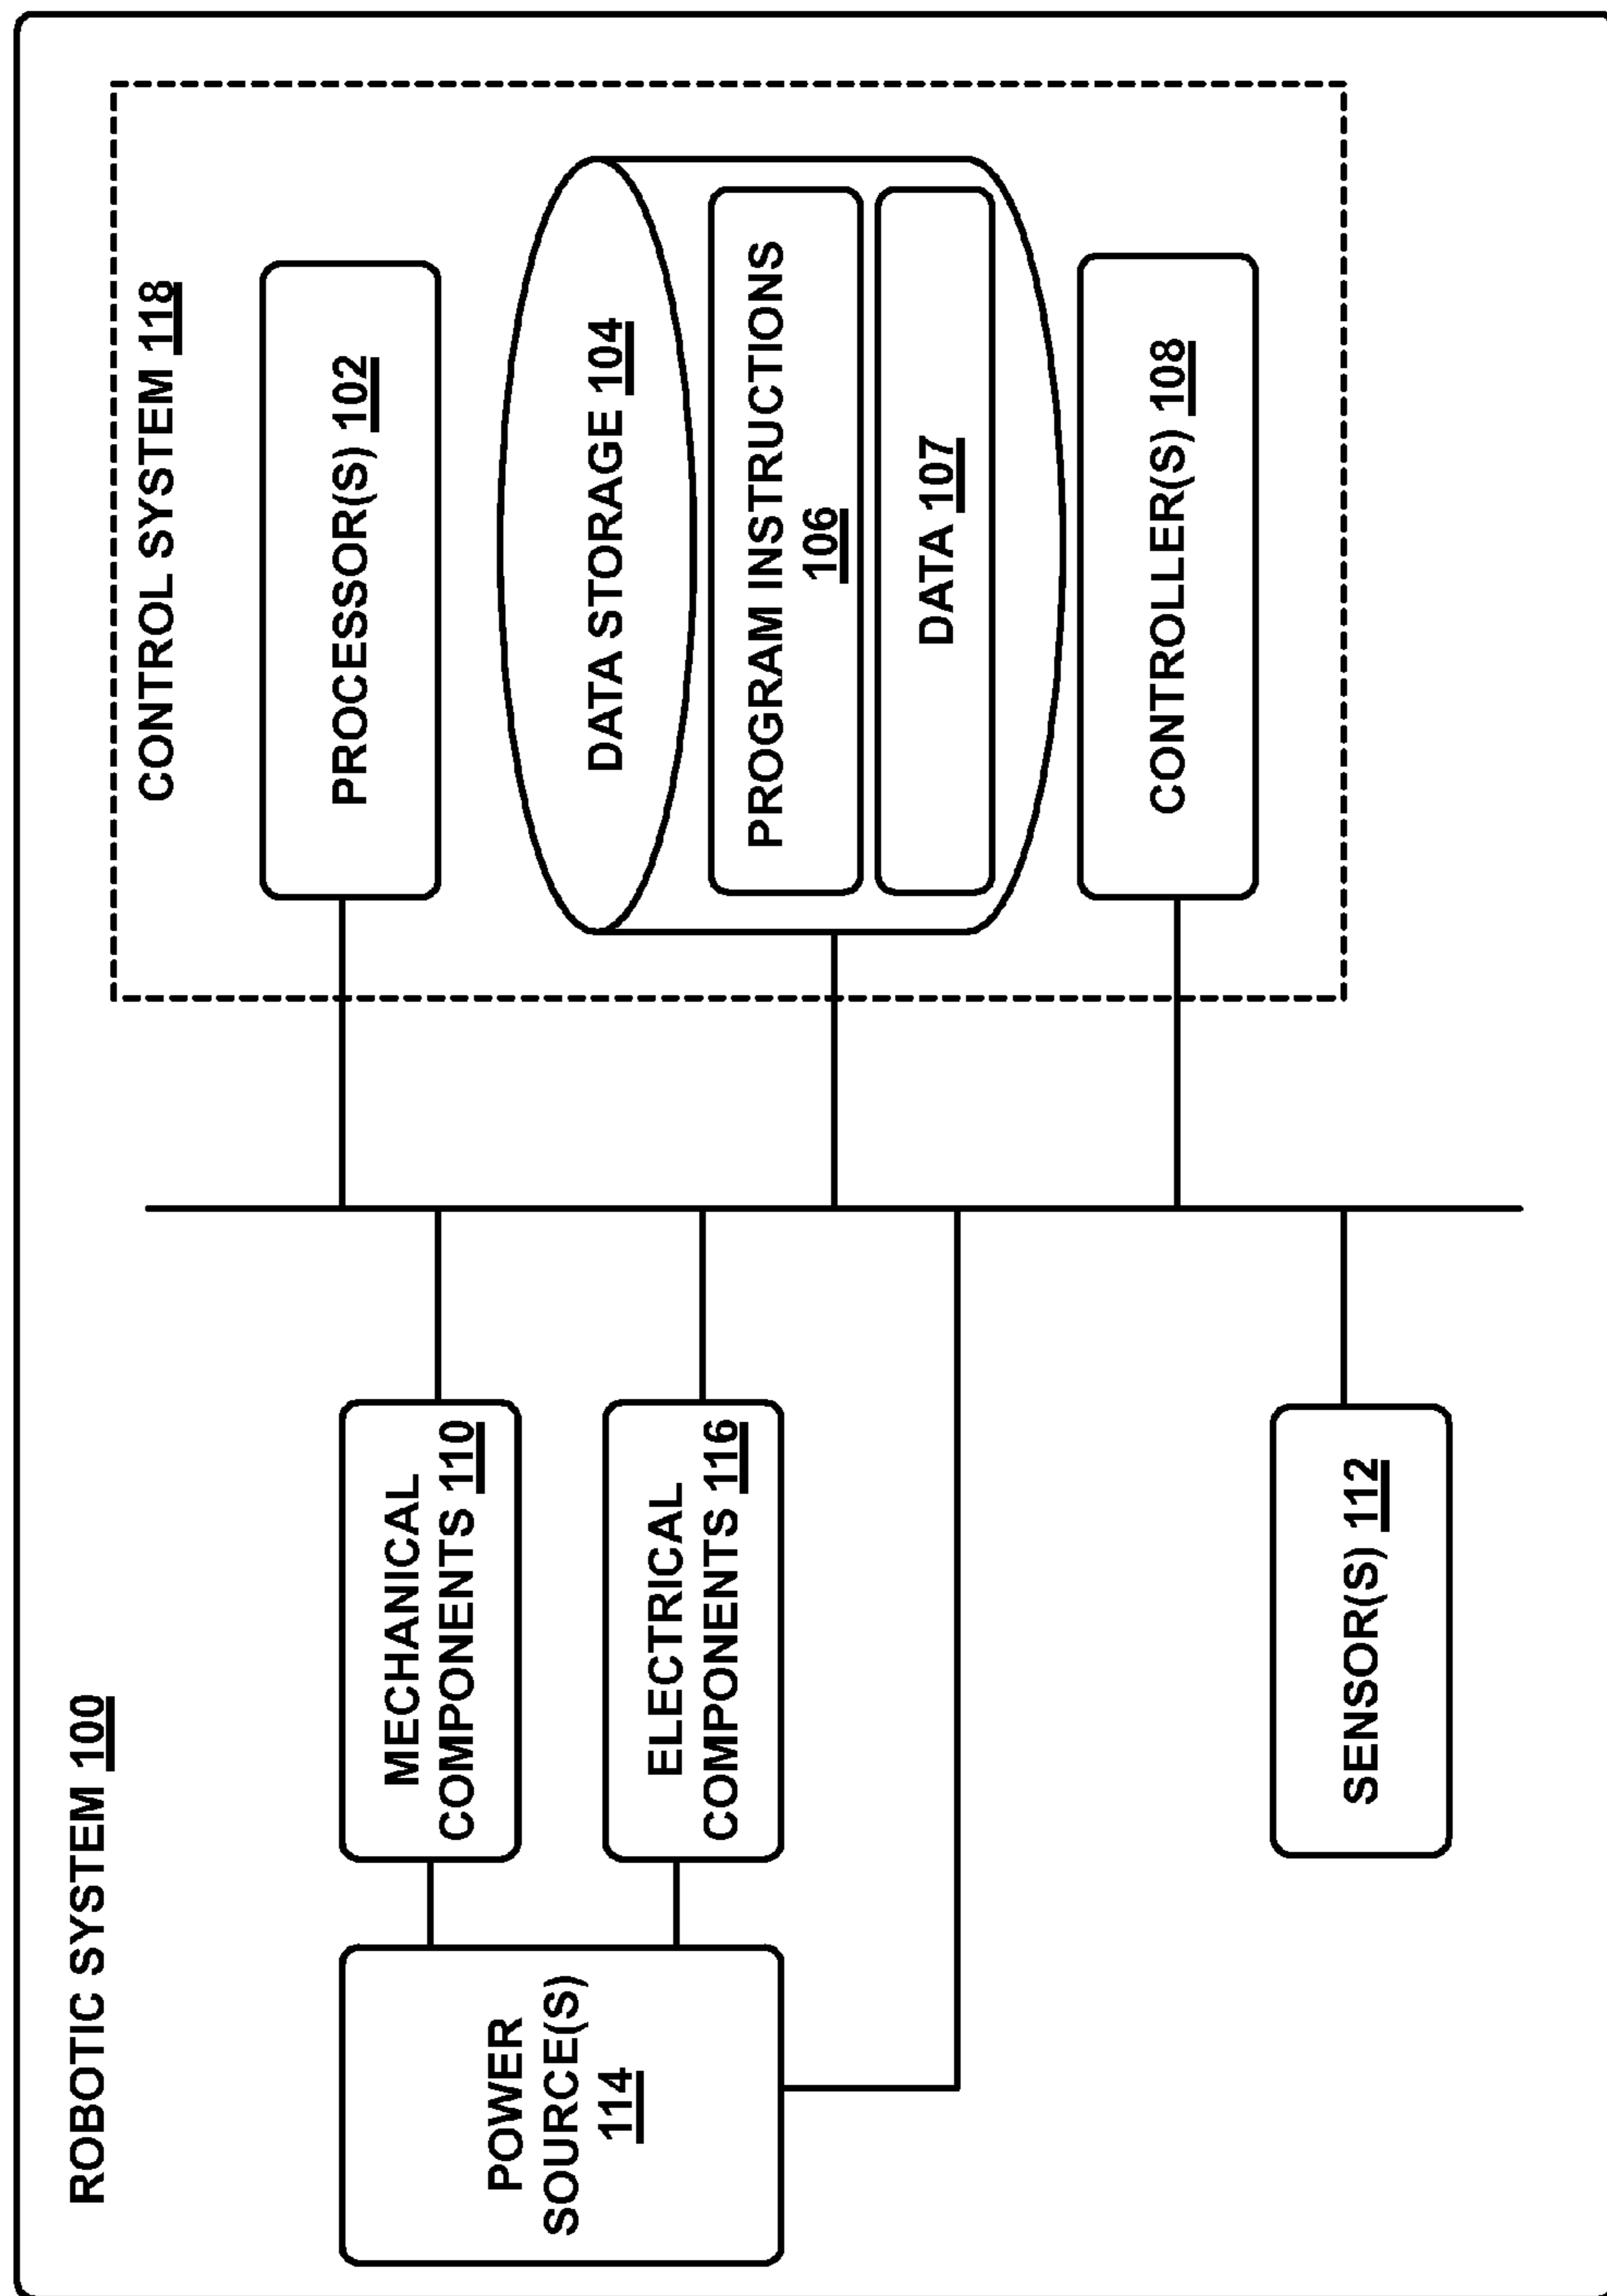 ROBOTIC SYSTEM 100
POWER
SOURCE(S)
114
MECHANICAL
COMPONENTS 110
ELECTRICAL
COMPONENTS 116
SENSOR(S) 112
CONTROL SYSTEM 118
PROCESSOR(S) 102
DATA STORAGE 104
PROGRAM INSTRUCTIONS
106
DATA 107
CONTROLLER(S) 108